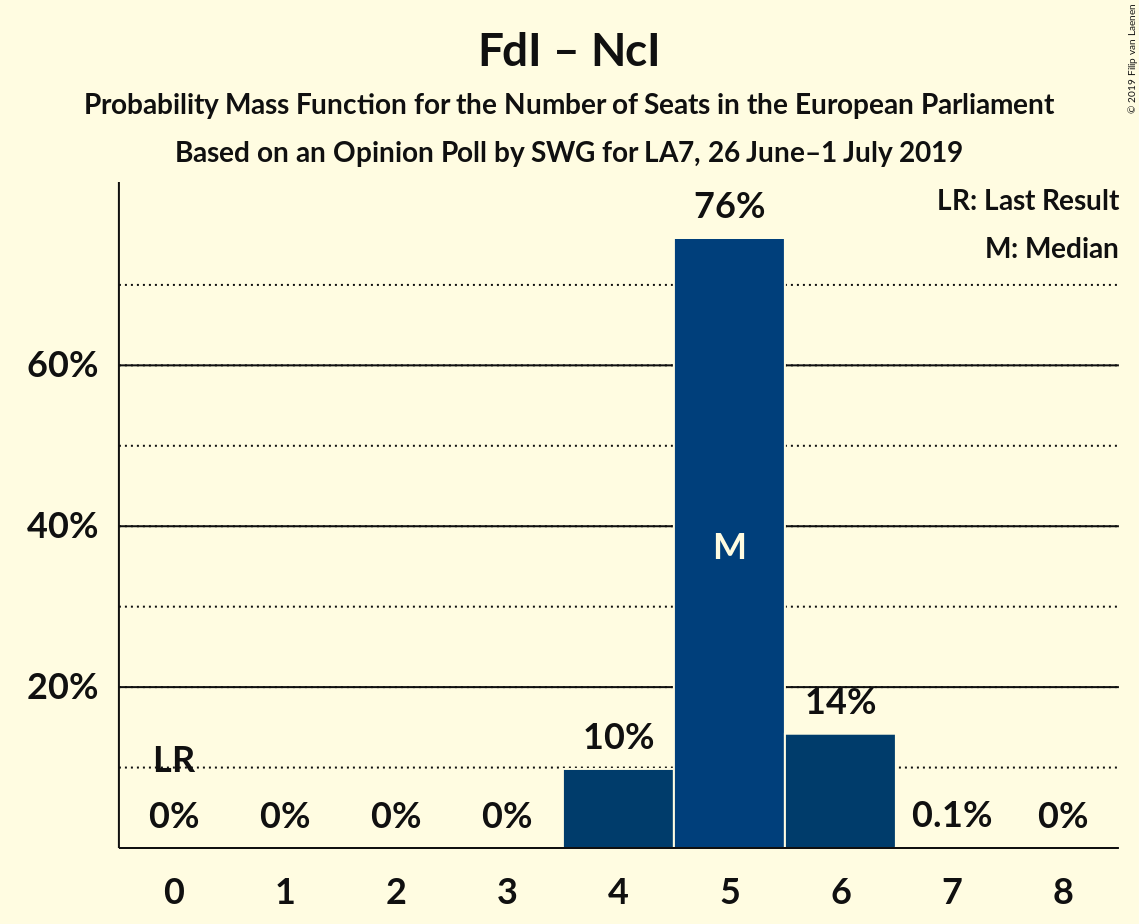 FdI – NcI
Probability Mass Function for the Number of Seats in the European Parliament
Based on an Opinion Poll by SWG for LA7, 26 June–1 July 2019
© 2019 Filip van Laenen
LR: Last Result
M: Median
60%
40%
20%
LR
0%
0%
0%
0%
10%
76%
M
14%
0.1%
0%
0 1 2 3 4 5 6 7 8